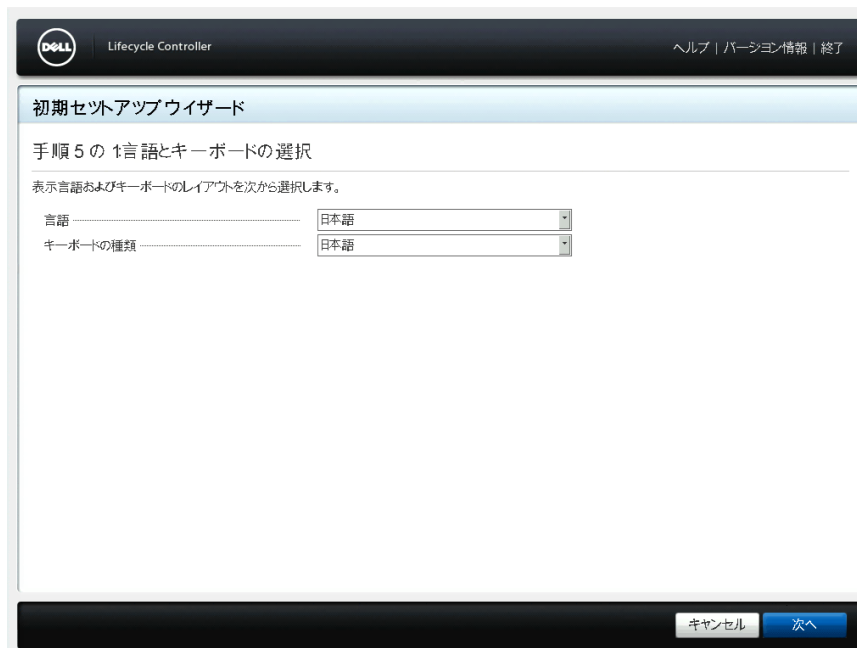 DELL
Lifecycle Controller
ヘルプ | バージョン情報 | 終了
初期セットアップウィザード
手順 5 の 1:言語とキーボードの選択
表示言語およびキーボードのレイアウトを次から選択します。
言語 日本語
キーボードの種類 日本語
キャンセル 次へ